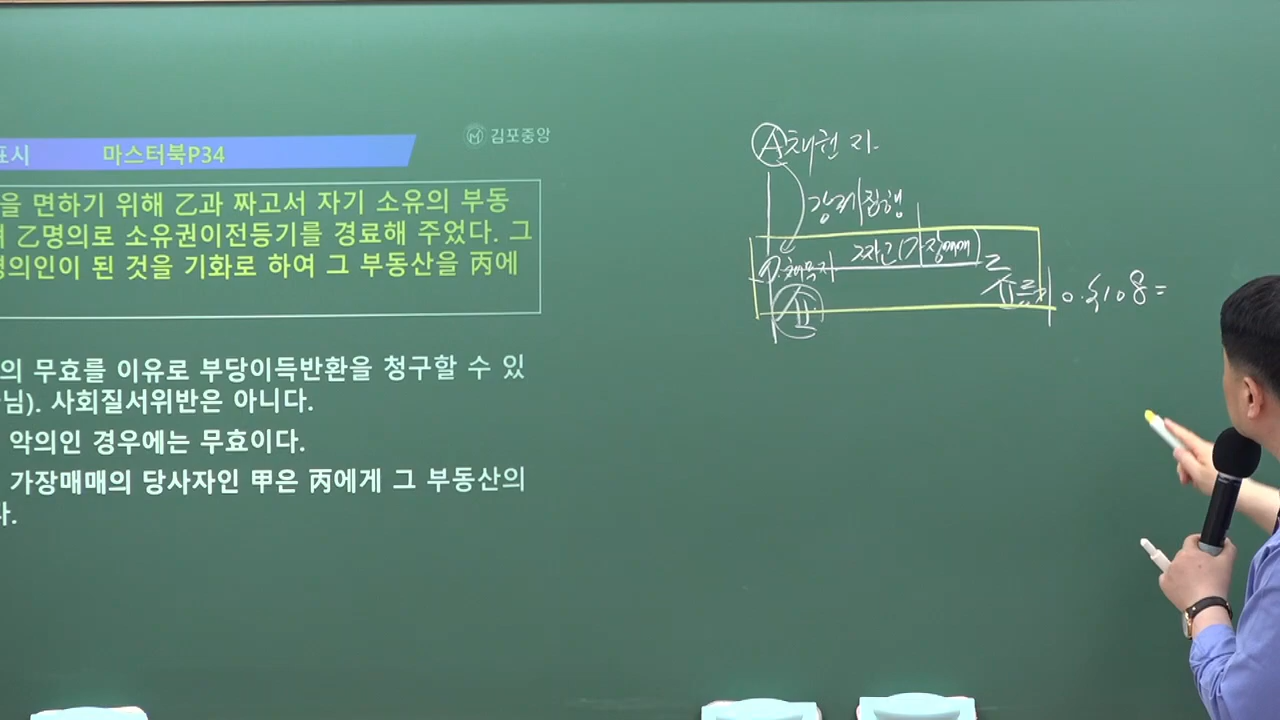 김포중앙
표시 마스터북P34
을 면하기 위해 乙과 짜고서 자기 소유의 부동
乙명의로 소유권이전등기를 경료해 주었다. 그
명의인이 된 것을 기화로 하여 그 부동산을 丙에
의 무효를 이유로 부당이득반환을 청구할 수 있
님). 사회질서위반은 아니다.
악의인 경우에는 무효이다.
가장매매의 당사자인 甲은 丙에게 그 부동산의
다.
A 채권자
강제집행
짜고(가장매매) 乙
채무자
108 =